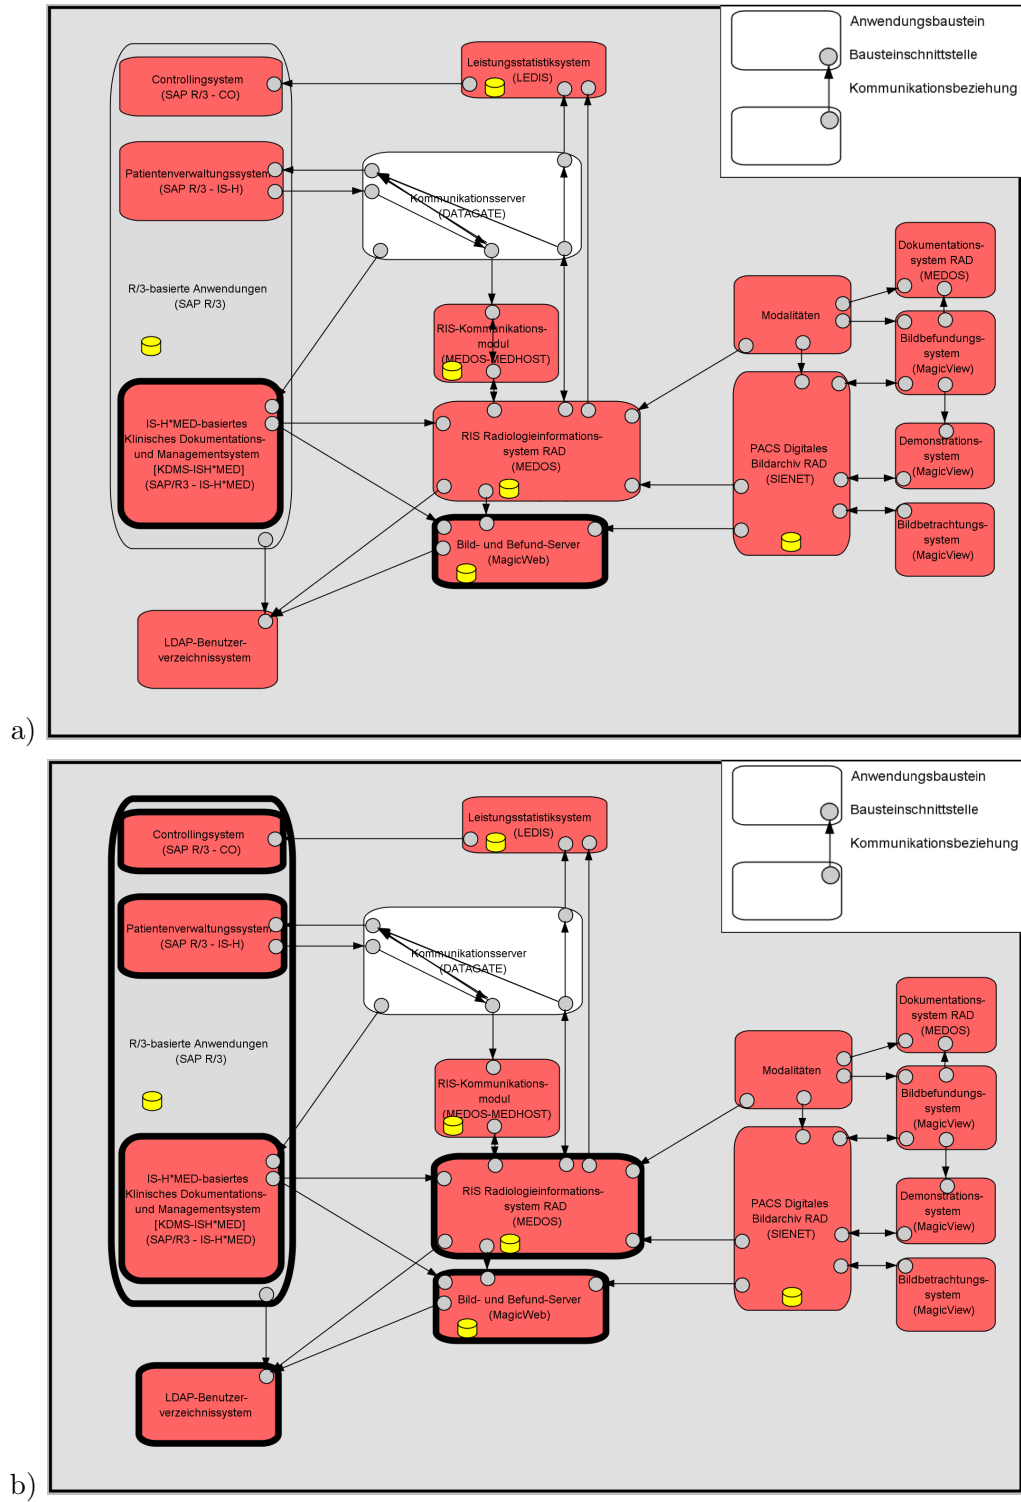 Anwendungsbaustein
Bausteinschnittstelle
Kommunikationsbeziehung
Controllingsystem
(SAP R/3 - CO)
Leistungsstatistiksystem
(LEDIS)
Patientenverwaltungssystem
(SAP R/3 - IS-H)
Kommunikationsserver
(DATAGATE)
Dokumentations-
system RAD
(MEDOS)
R/3-basierte Anwendungen
(SAP R/3)
Modalitäten
RIS-Kommunikations-
modul
(MEDOS-MEDHOST)
Bildbefundungs-
system
(MagicView)
IS-H*MED-basiertes
Klinisches Dokumentations-
und Managementsystem
[KDMS-ISH*MED]
(SAP/R3 - IS-H*MED)
RIS Radiologieinformations-
system RAD
(MEDOS)
PACS Digitales
Bildarchiv RAD
(SIENET)
Demonstrations-
system
(MagicView)
Bildbetrachtungs-
system
(MagicView)
Bild- und Befund-Server
(MagicWeb)
LDAP-Benutzer-
verzeichnissystem
a)
Anwendungsbaustein
Bausteinschnittstelle
Kommunikationsbeziehung
Controllingsystem
(SAP R/3 - CO)
Leistungsstatistiksystem
(LEDIS)
Patientenverwaltungssystem
(SAP R/3 - IS-H)
Kommunikationsserver
(DATAGATE)
Dokumentations-
system RAD
(MEDOS)
R/3-basierte Anwendungen
(SAP R/3)
Modalitäten
RIS-Kommunikations-
modul
(MEDOS-MEDHOST)
Bildbefundungs-
system
(MagicView)
IS-H*MED-basiertes
Klinisches Dokumentations-
und Managementsystem
[KDMS-ISH*MED]
(SAP/R3 - IS-H*MED)
RIS Radiologieinformations-
system RAD
(MEDOS)
PACS Digitales
Bildarchiv RAD
(SIENET)
Demonstrations-
system
(MagicView)
Bildbetrachtungs-
system
(MagicView)
Bild- und Befund-Server
(MagicWeb)
LDAP-Benutzer-
verzeichnissystem
b)